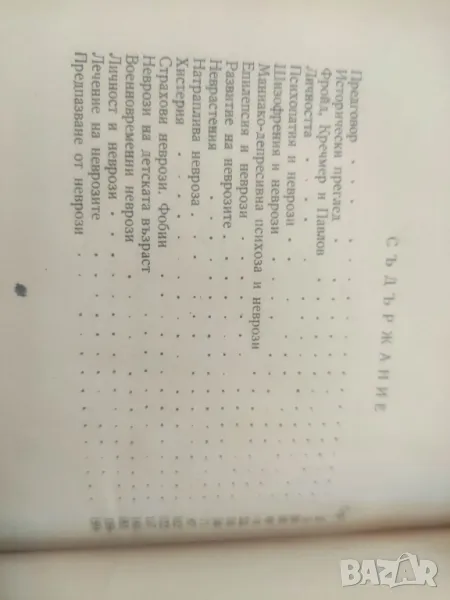 СЪДЪРЖАНИЕ
Предговор
Исторически преглед
Фройд, Кречмер и Павлов
Личността
Психопатия и неврози
Шизофрения и неврози
Маниако-депресивна психоза и неврози
Епилепсия и неврози
Развитие на неврозите
Неврастения
Натраплива невроза
Хистерия
Страхови неврози. Фобии
Неврози на детската възраст
Военновременни неврози
Личност и неврози
Лечение на неврозите
Предпазване от неврози
BAZAR